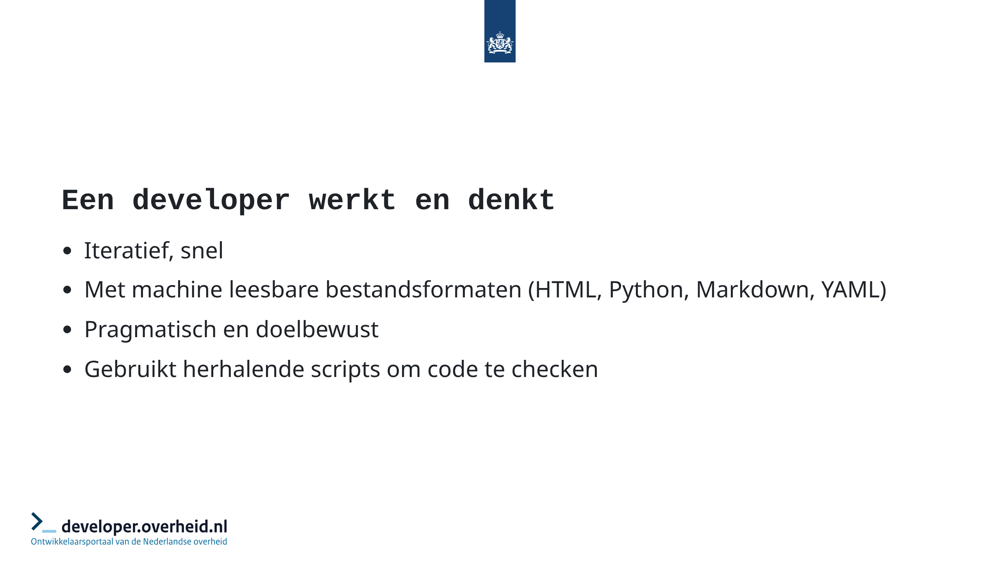 Een developer werkt en denkt
Iteratief, snel
Met machine leesbare bestandsformaten (HTML, Python, Markdown, YAML)
Pragmatisch en doelbewust
Gebruikt herhalende scripts om code te checken
developer.overheid.nl
Ontwikkelaarsportaal van de Nederlandse overheid